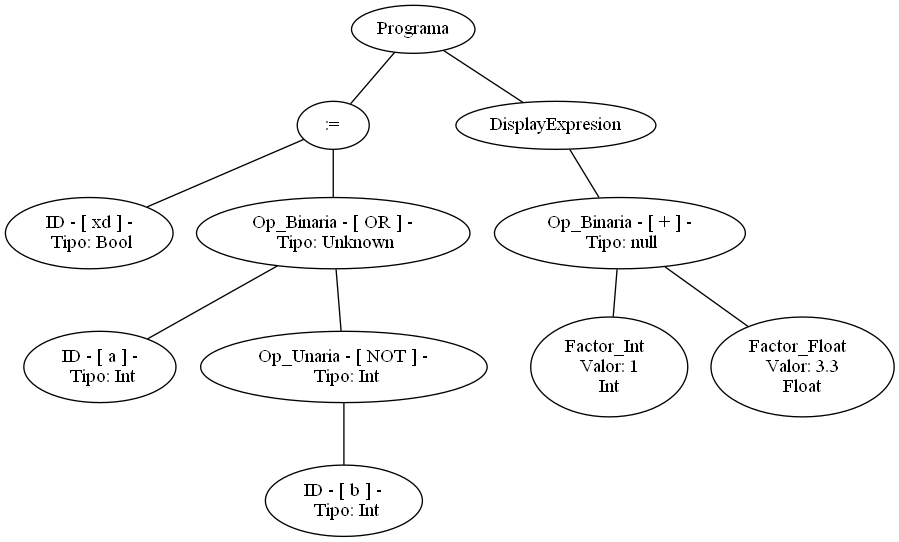 Programa
:=
DisplayExpresion
ID - [ xd ] -
Tipo: Bool
Op_Binaria - [ OR ] -
Tipo: Unknown
Op_Binaria - [ + ] -
Tipo: null
ID - [ a ] -
Tipo: Int
Op_Unaria - [ NOT ] -
Tipo: Int
Factor_Int
Valor: 1
Int
Factor_Float
Valor: 3.3
Float
ID - [ b ] -
Tipo: Int